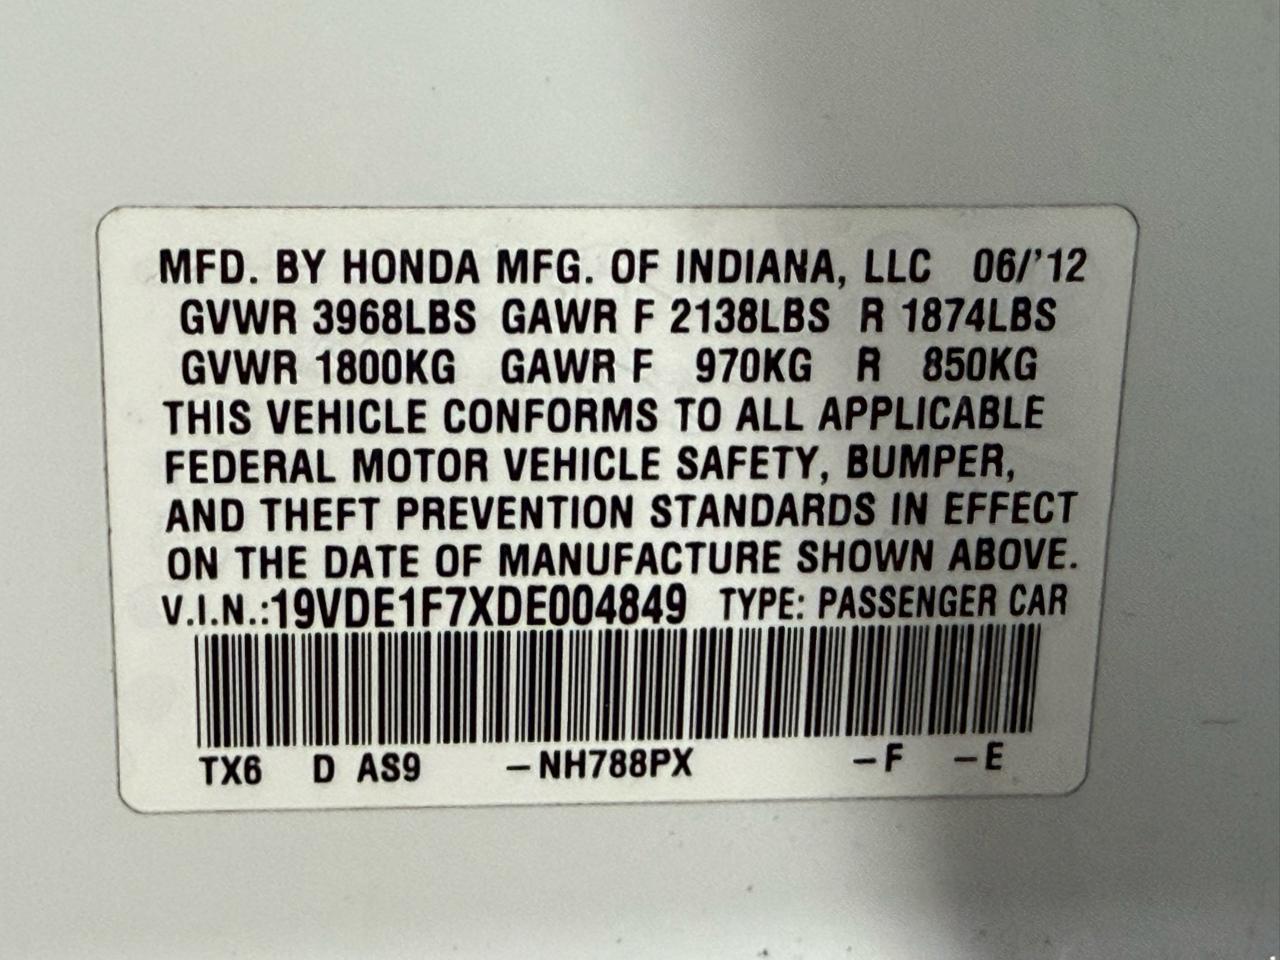 MFD. BY HONDA MFG. OF INDIANA, LLC 06/'12
GVWR 3968LBS GAWR F 2138LBS R 1874LBS
GVWR 1800KG GAWR F 970KG R 850KG
THIS VEHICLE CONFORMS TO ALL APPLICABLE
FEDERAL MOTOR VEHICLE SAFETY, BUMPER,
AND THEFT PREVENTION STANDARDS IN EFFECT
ON THE DATE OF MANUFACTURE SHOWN ABOVE.
V.I.N.:19VDE1F7XDE004849 TYPE: PASSENGER CAR
TX6 D AS9 –NH788PX –F –E